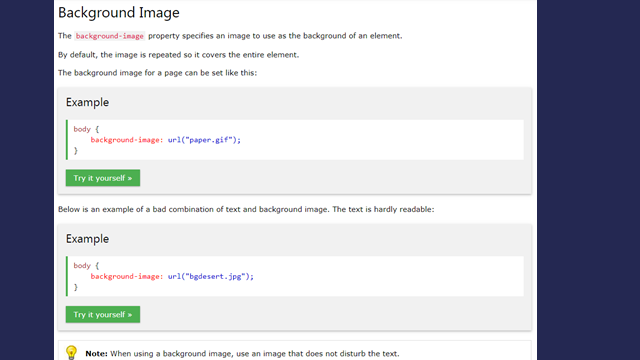 Background Image
The background-image property specifies an image to use as the background of an element.
By default, the image is repeated so it covers the entire element.
The background image for a page can be set like this:
Example
body {
    background-image: url("paper.gif");
}
Try it yourself »
Below is an example of a bad combination of text and background image. The text is hardly readable:
Example
body {
    background-image: url("bgdesert.jpg");
}
Try it yourself »
Note: When using a background image, use an image that does not disturb the text.